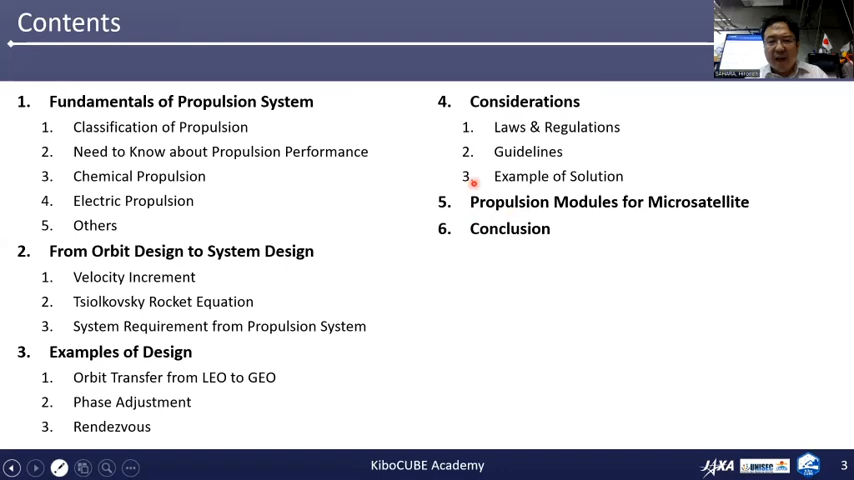 Contents
SAHARA, Hironori
1. Fundamentals of Propulsion System
1. Classification of Propulsion
2. Need to Know about Propulsion Performance
3. Chemical Propulsion
4. Electric Propulsion
5. Others
2. From Orbit Design to System Design
1. Velocity Increment
2. Tsiolkovsky Rocket Equation
3. System Requirement from Propulsion System
3. Examples of Design
1. Orbit Transfer from LEO to GEO
2. Phase Adjustment
3. Rendezvous
4. Considerations
1. Laws & Regulations
2. Guidelines
3. Example of Solution
5. Propulsion Modules for Microsatellite
6. Conclusion
KiboCUBE Academy
JAXA
UNISEC
3